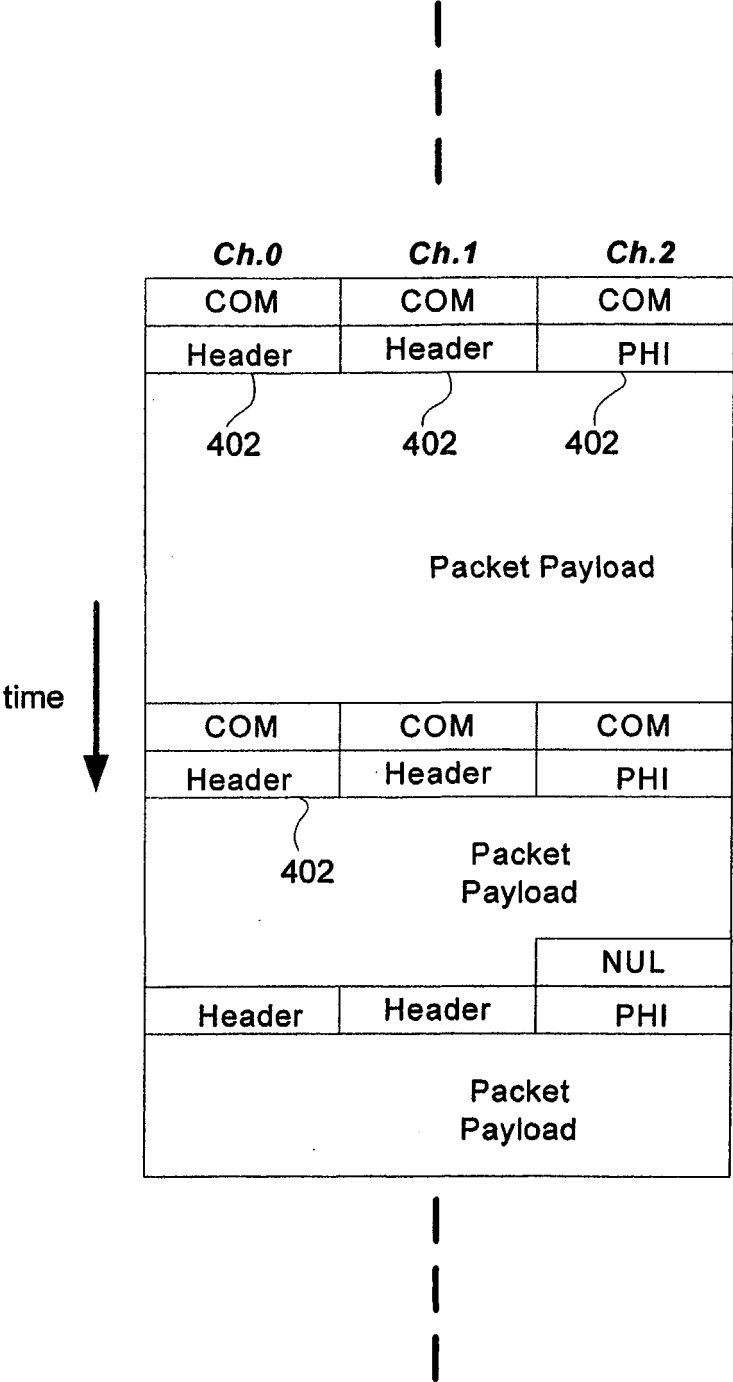 Ch.0 Ch.1 Ch.2
COM COM COM
Header Header PHI
402 402 402
Packet Payload
time
COM COM COM
Header Header PHI
402
Packet
Payload
NUL
Header Header PHI
Packet
Payload